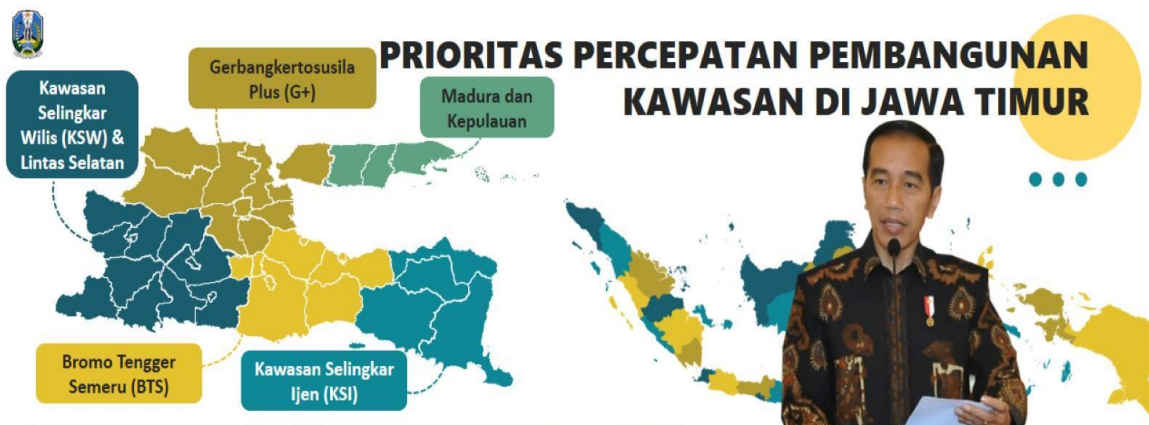 PRIORITAS PERCEPATAN PEMBANGUNAN
KAWASAN DI JAWA TIMUR
Kawasan
Selingkar
Wilis (KSW) &
Lintas Selatan
Gerbangkertosusila
Plus (G+)
Madura dan
Kepulauan
Bromo Tengger
Semeru (BTS)
Kawasan Selingkar
Ijen (KSI)